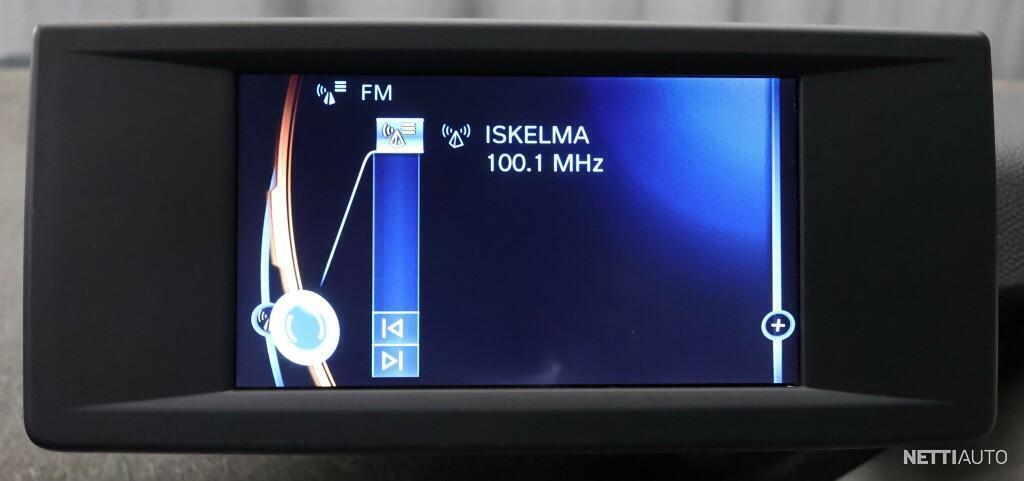 FM
ISKELMA
100.1 MHz
NETTIAUTO